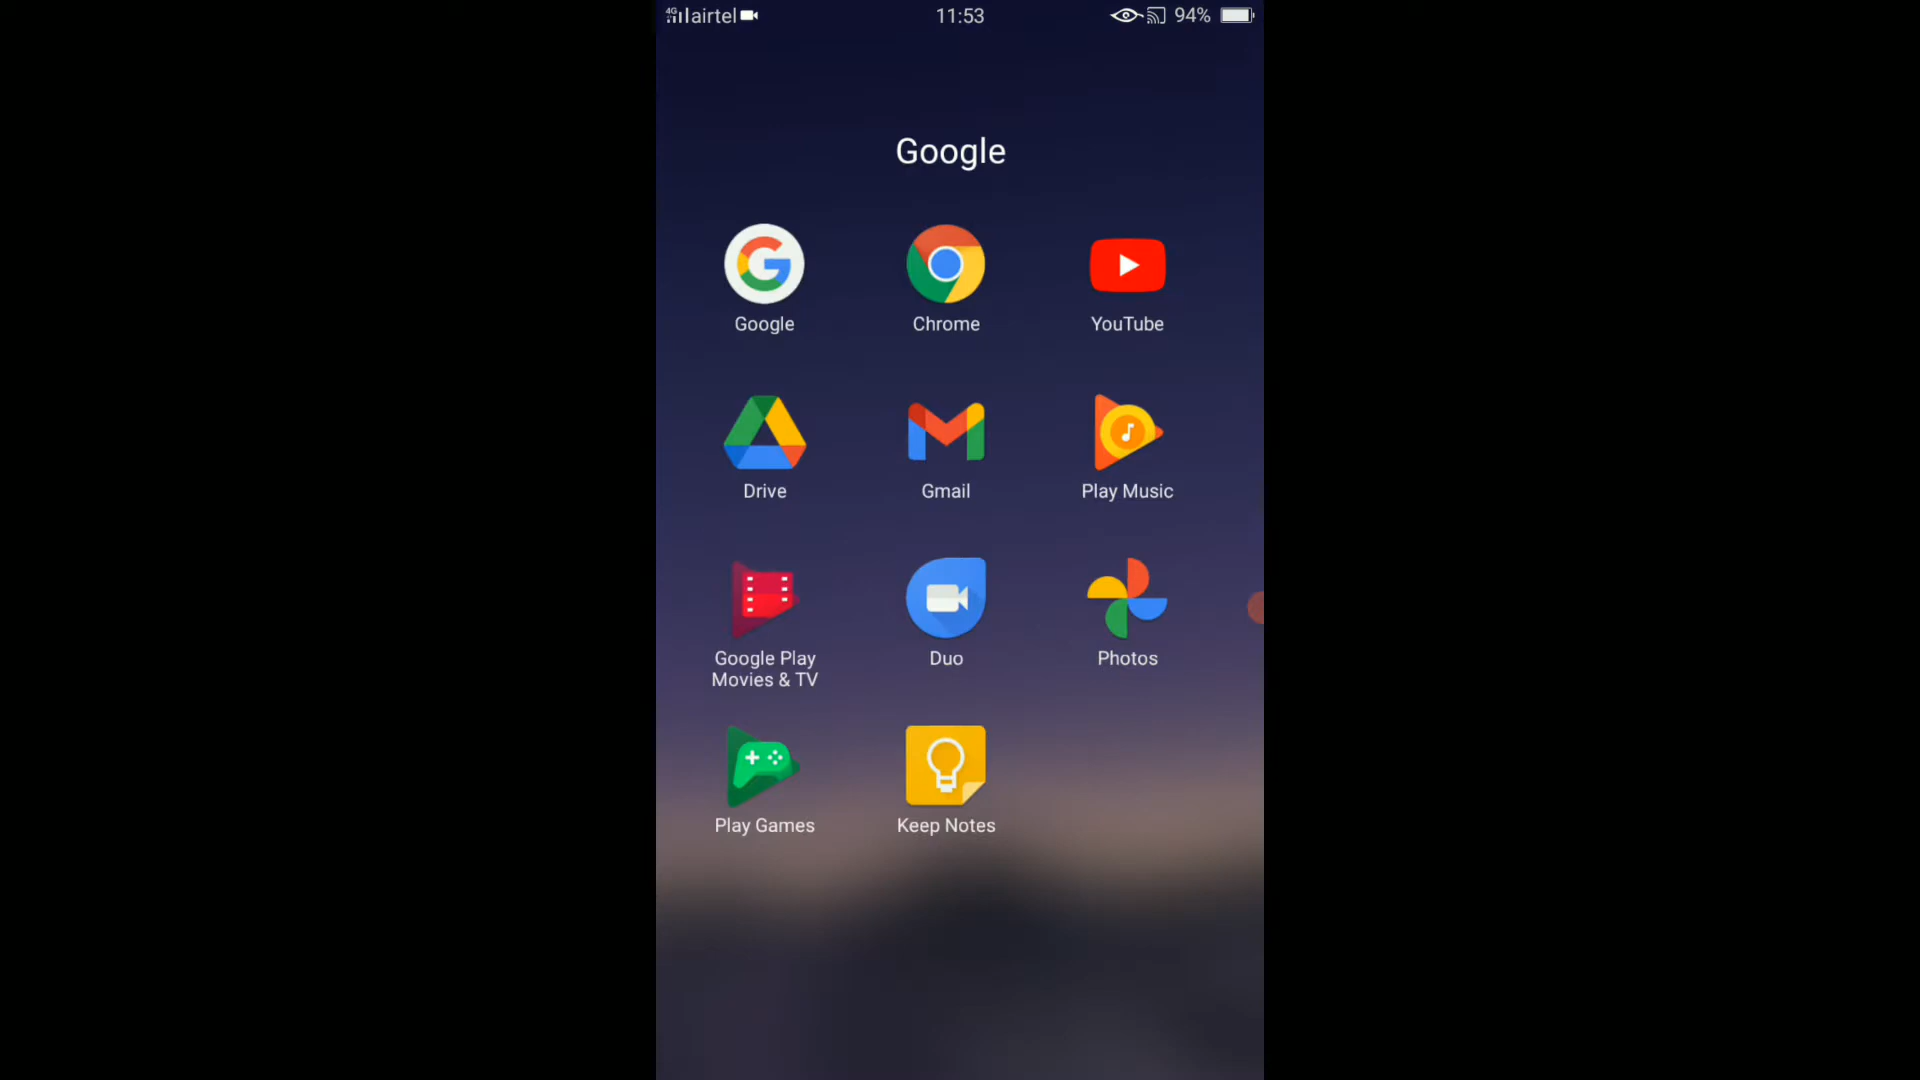 4G airtel 11:53 94%
Google
Google Chrome YouTube
Drive Gmail Play Music
Google Play
Movies & TV Duo Photos
Play Games Keep Notes